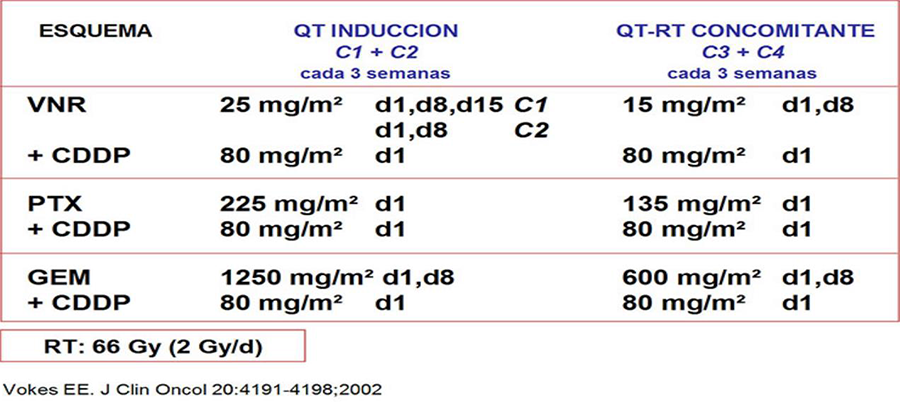 ESQUEMA QT INDUCCION QT-RT CONCOMITANTE
C1 + C2 C3 + C4
cada 3 semanas cada 3 semanas
VNR 25 mg/m² d1,d8,d15 C1 15 mg/m² d1,d8
d1,d8 C2
+ CDDP 80 mg/m² d1 80 mg/m² d1
PTX 225 mg/m² d1 135 mg/m² d1
+ CDDP 80 mg/m² d1 80 mg/m² d1
GEM 1250 mg/m² d1,d8 600 mg/m² d1,d8
+ CDDP 80 mg/m² d1 80 mg/m² d1
RT: 66 Gy (2 Gy/d)
Vokes EE. J Clin Oncol 20:4191-4198;2002